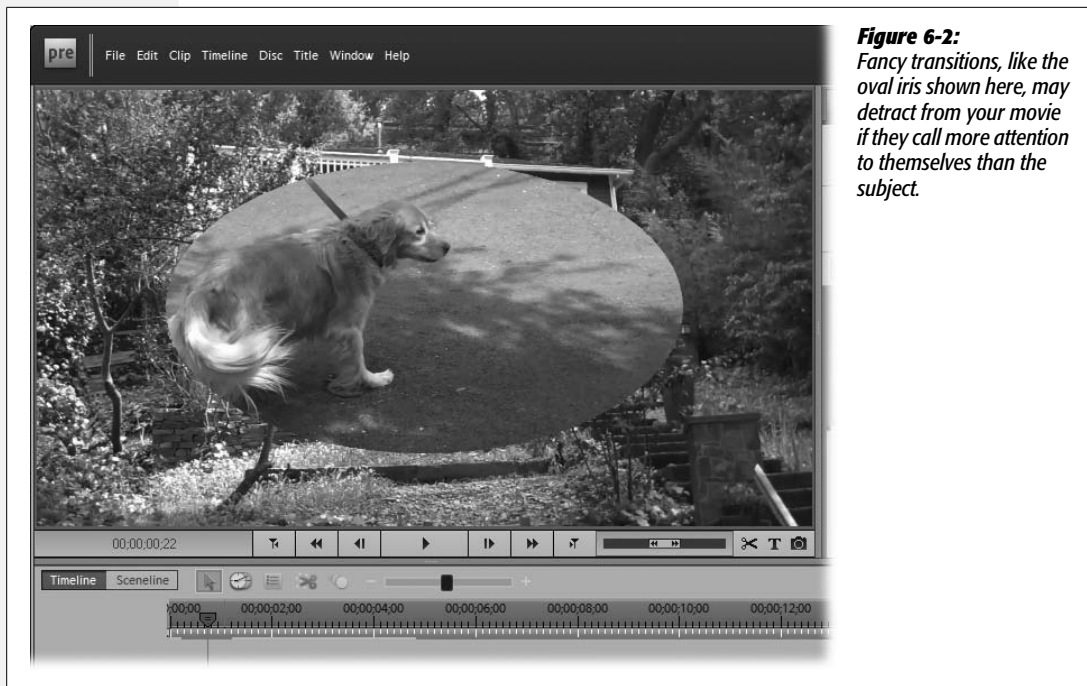 pre
File Edit Clip Timeline Disc Title Window Help
00;00;00;22
T
Timeline Sceneline
;00;00 00;00;02;00 00;00;04;00 00;00;06;00 00;00;08;00 00;00;10;00 00;00;12;00
Figure 6-2:
Fancy transitions, like the
oval iris shown here, may
detract from your movie
if they call more attention
to themselves than the
subject.